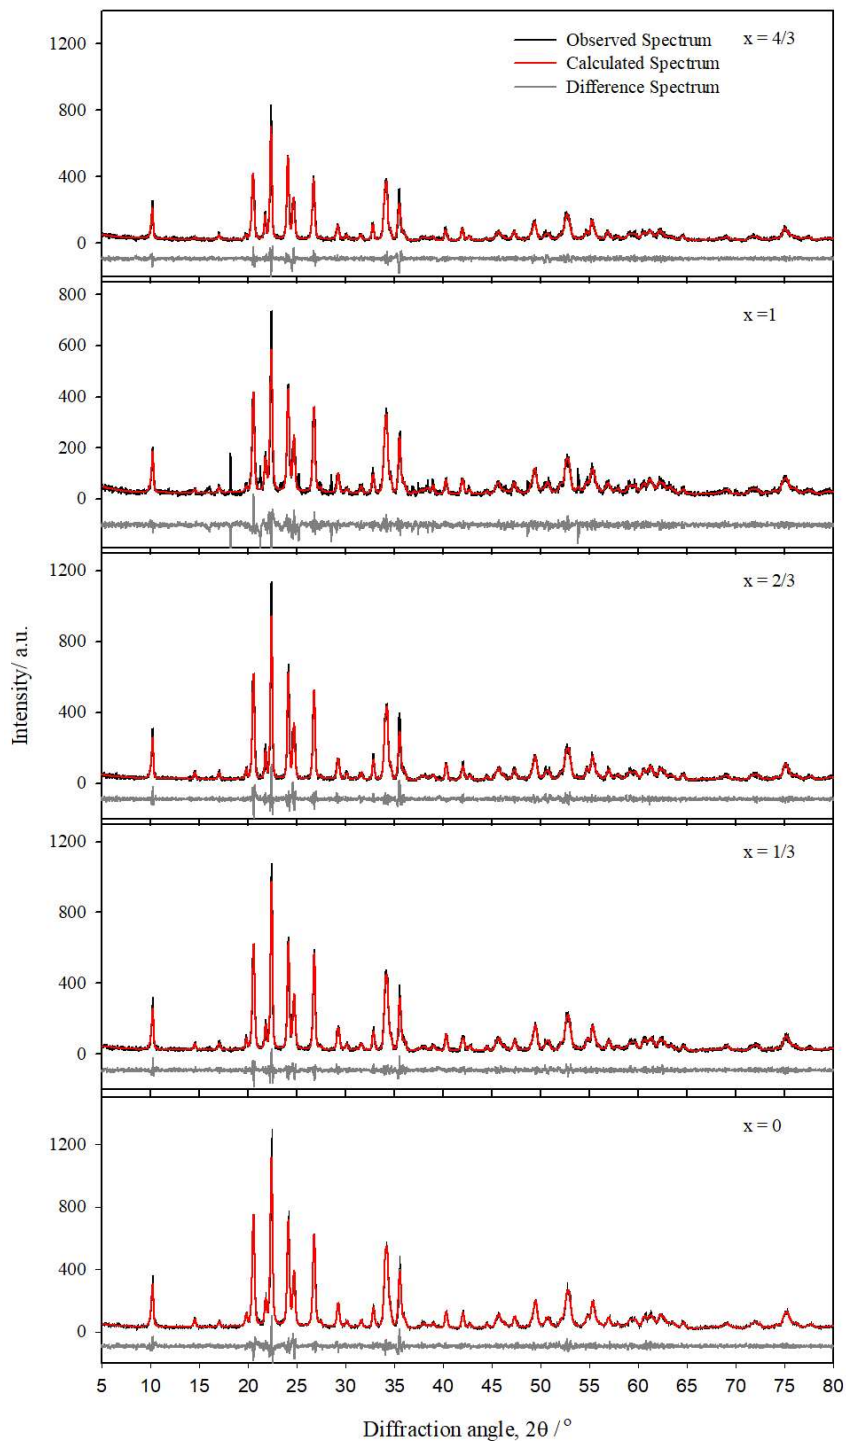 1200
800
400
0
Observed Spectrum
Calculated Spectrum
Difference Spectrum
x = 4/3
800
600
400
200
0
x =1
1200
800
400
0
x = 2/3
1200
800
400
0
x = 1/3
1200
800
400
0
x = 0
Intensity/ a.u.
5 10 15 20 25 30 35 40 45 50 55 60 65 70 75 80
Diffraction angle, 2θ / °